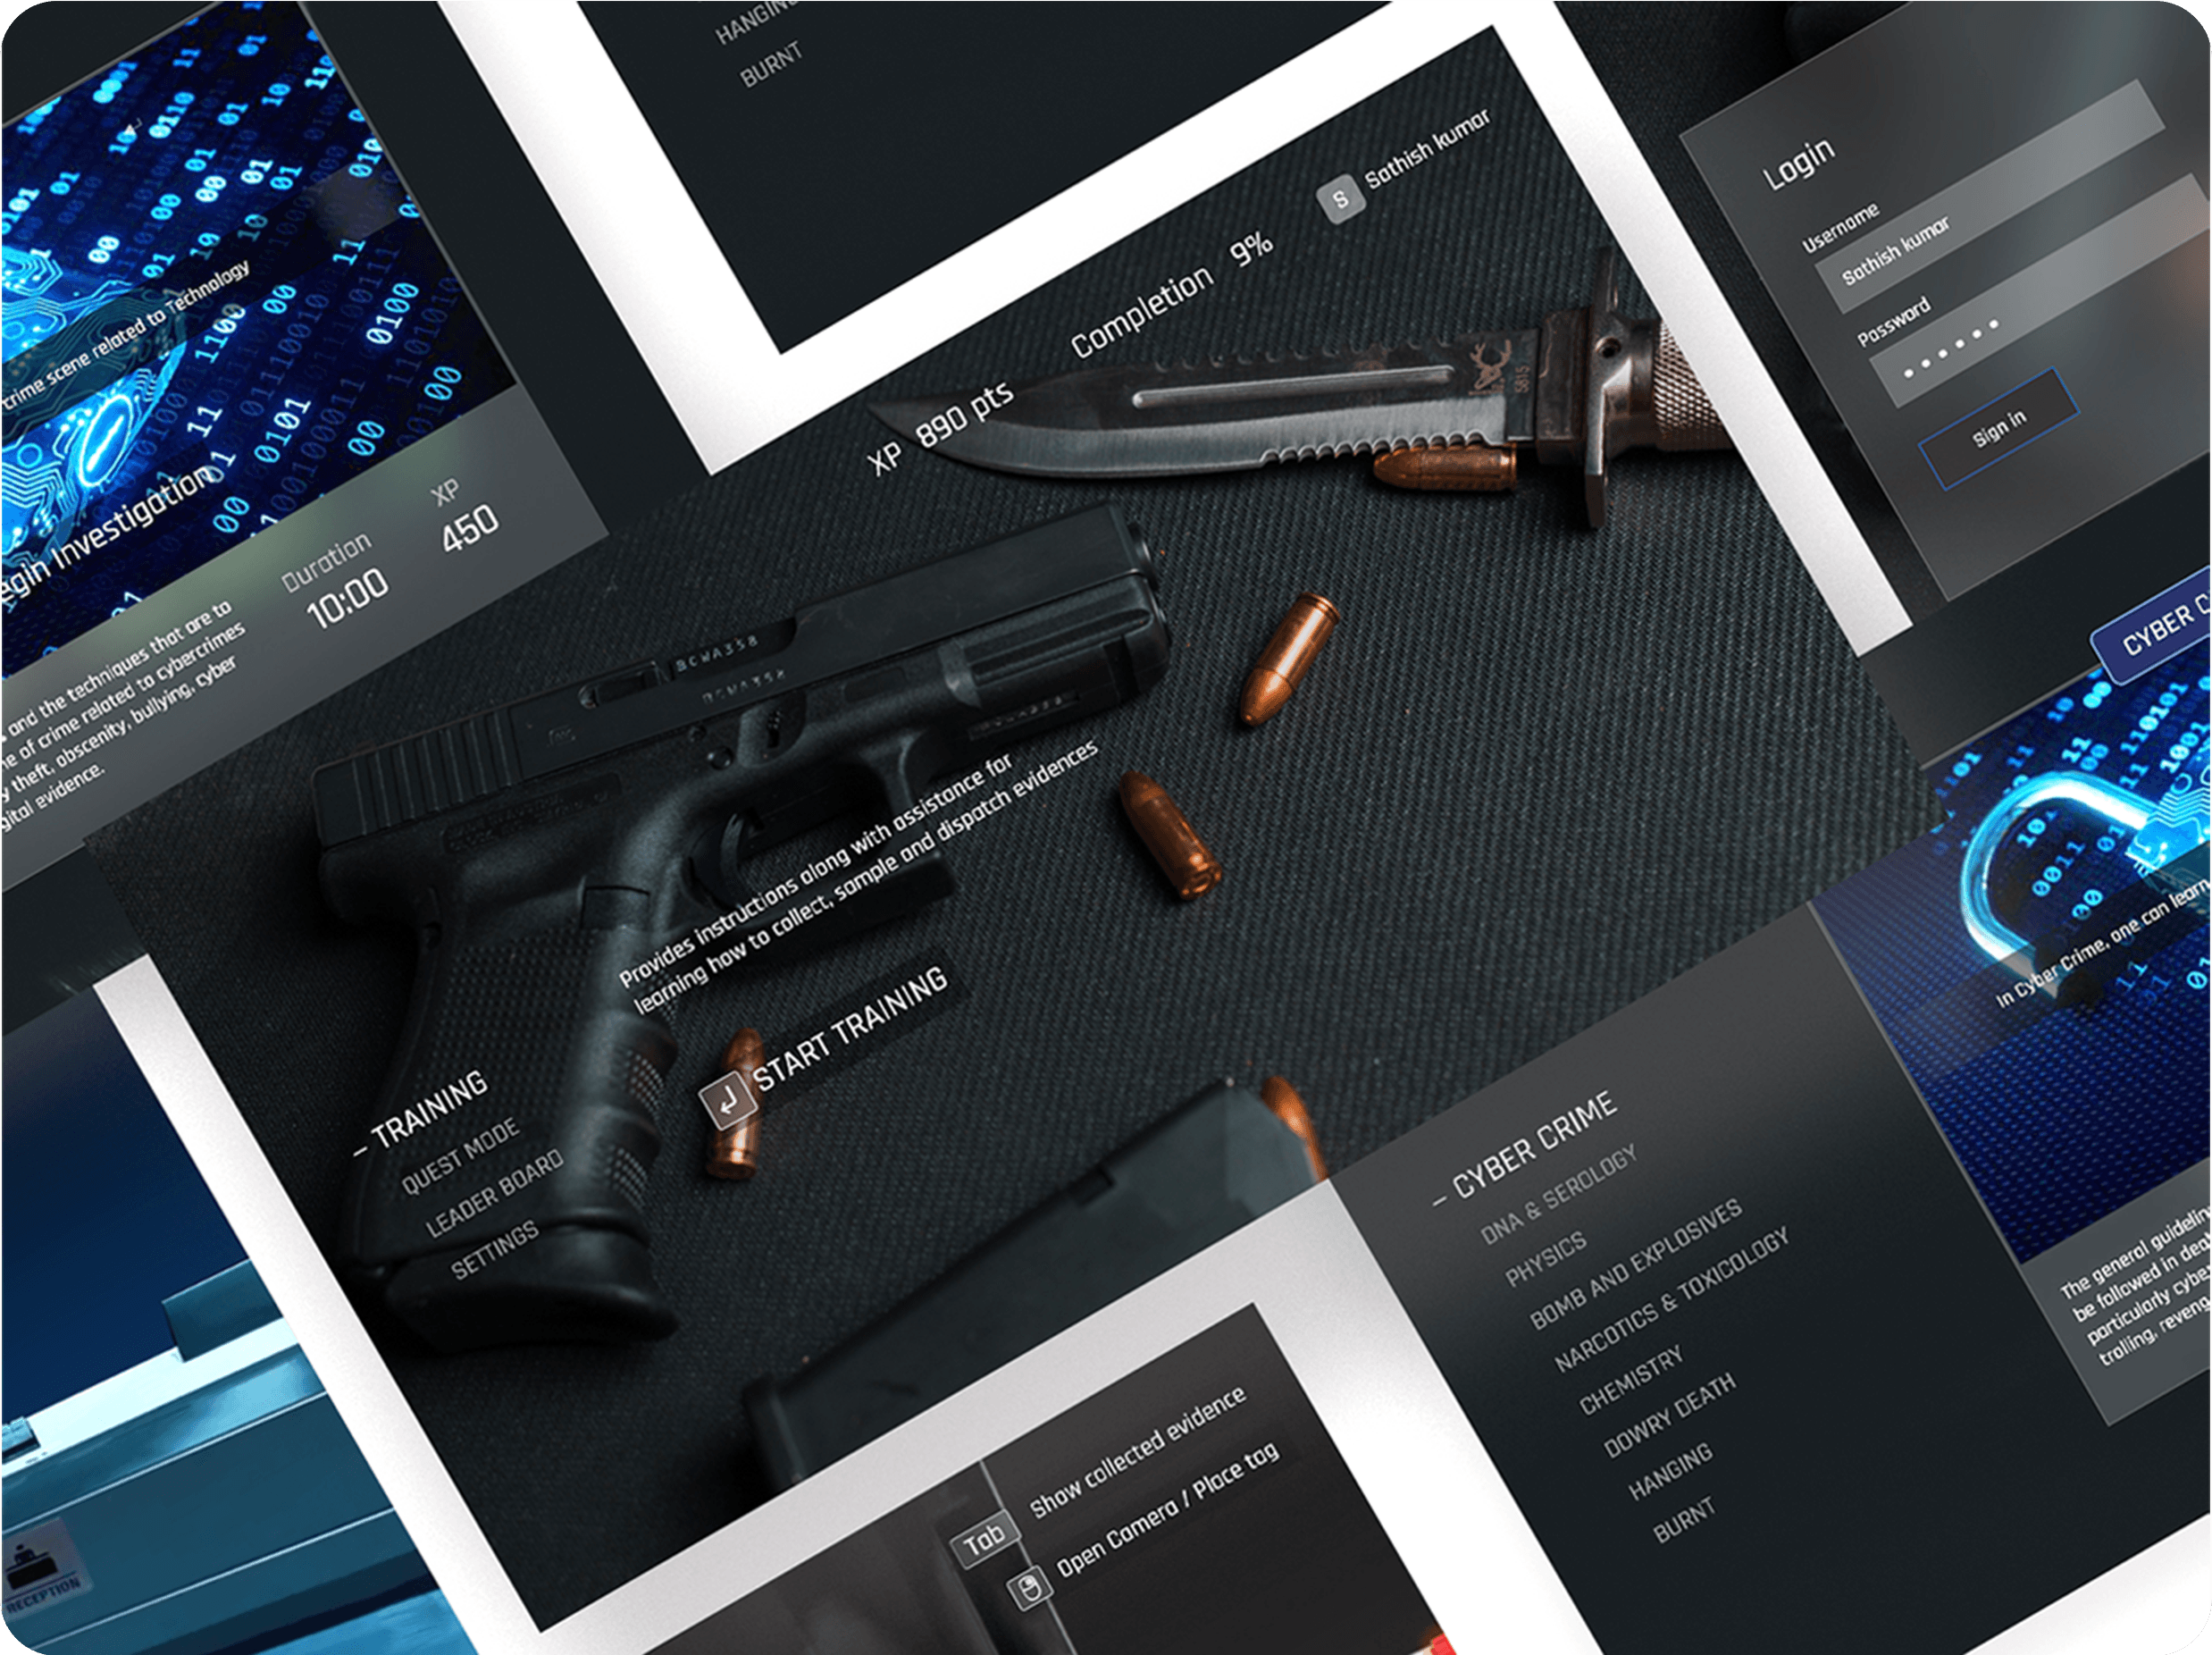 HANGING
BURNT
crime scene related to Technology
egin Investigation
and the techniques that are to
of crime related to cybercrimes
theft, obscenity, bullying, cyber
gital evidence.
Duration
10:00
XP
450
S
Sathish kumar
Completion 9%
XP 890 pts
BCWA358
BCWA358
5815
Provides instructions along with assistance for
learning how to collect, sample and dispatch evidences
START TRAINING
– TRAINING
QUEST MODE
LEADER BOARD
SETTINGS
Login
Username
Sathish kumar
Password
Sign in
CYBER C
In Cyber Crime, one can learn
– CYBER CRIME
DNA & SEROLOGY
PHYSICS
BOMB AND EXPLOSIVES
NARCOTICS & TOXICOLOGY
CHEMISTRY
DOWRY DEATH
HANGING
BURNT
The general guidelin
be followed in deal
particularly cybe
trolling, reveng
Tab Show collected evidence
Open Camera / Place tag
RECEPTION